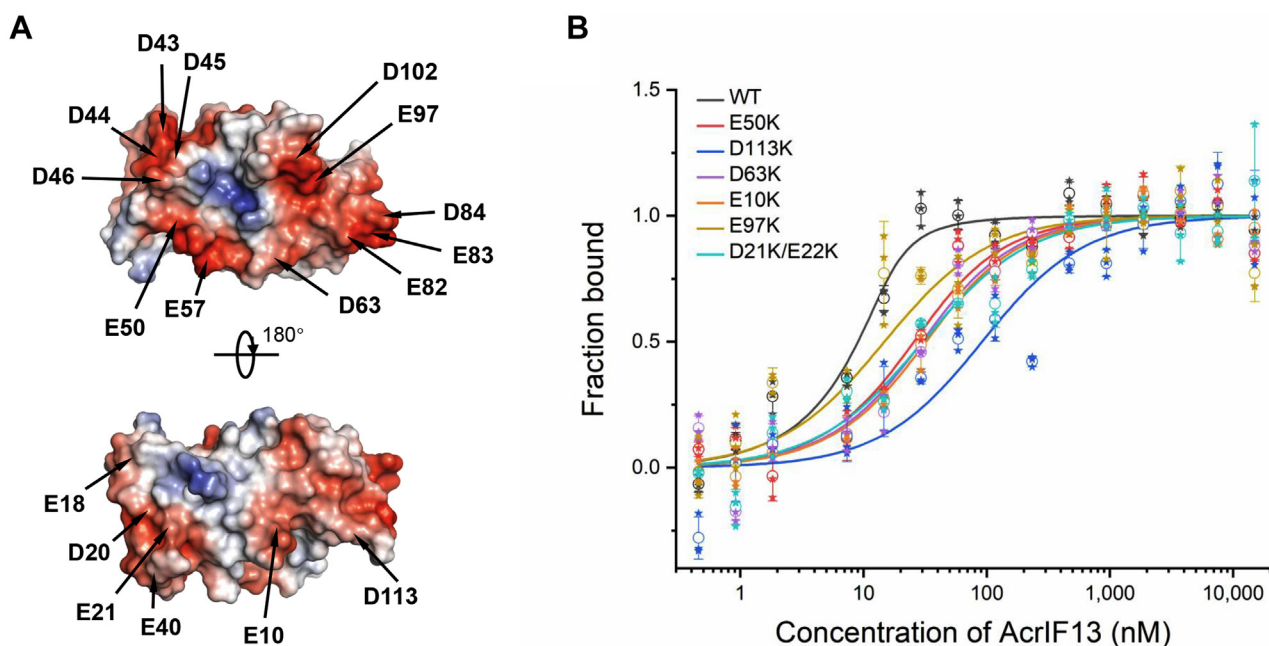 A
D43
D45
D102
D44
E97
D46
D84
E83
E82
E50
E57
D63
180°
E18
D20
E21
E40
E10
D113
B
WT
E50K
D113K
D63K
E10K
E97K
D21K/E22K
1.5
1.0
0.5
0.0
Fraction bound
1 10 100 1,000 10,000
Concentration of AcrIF13 (nM)